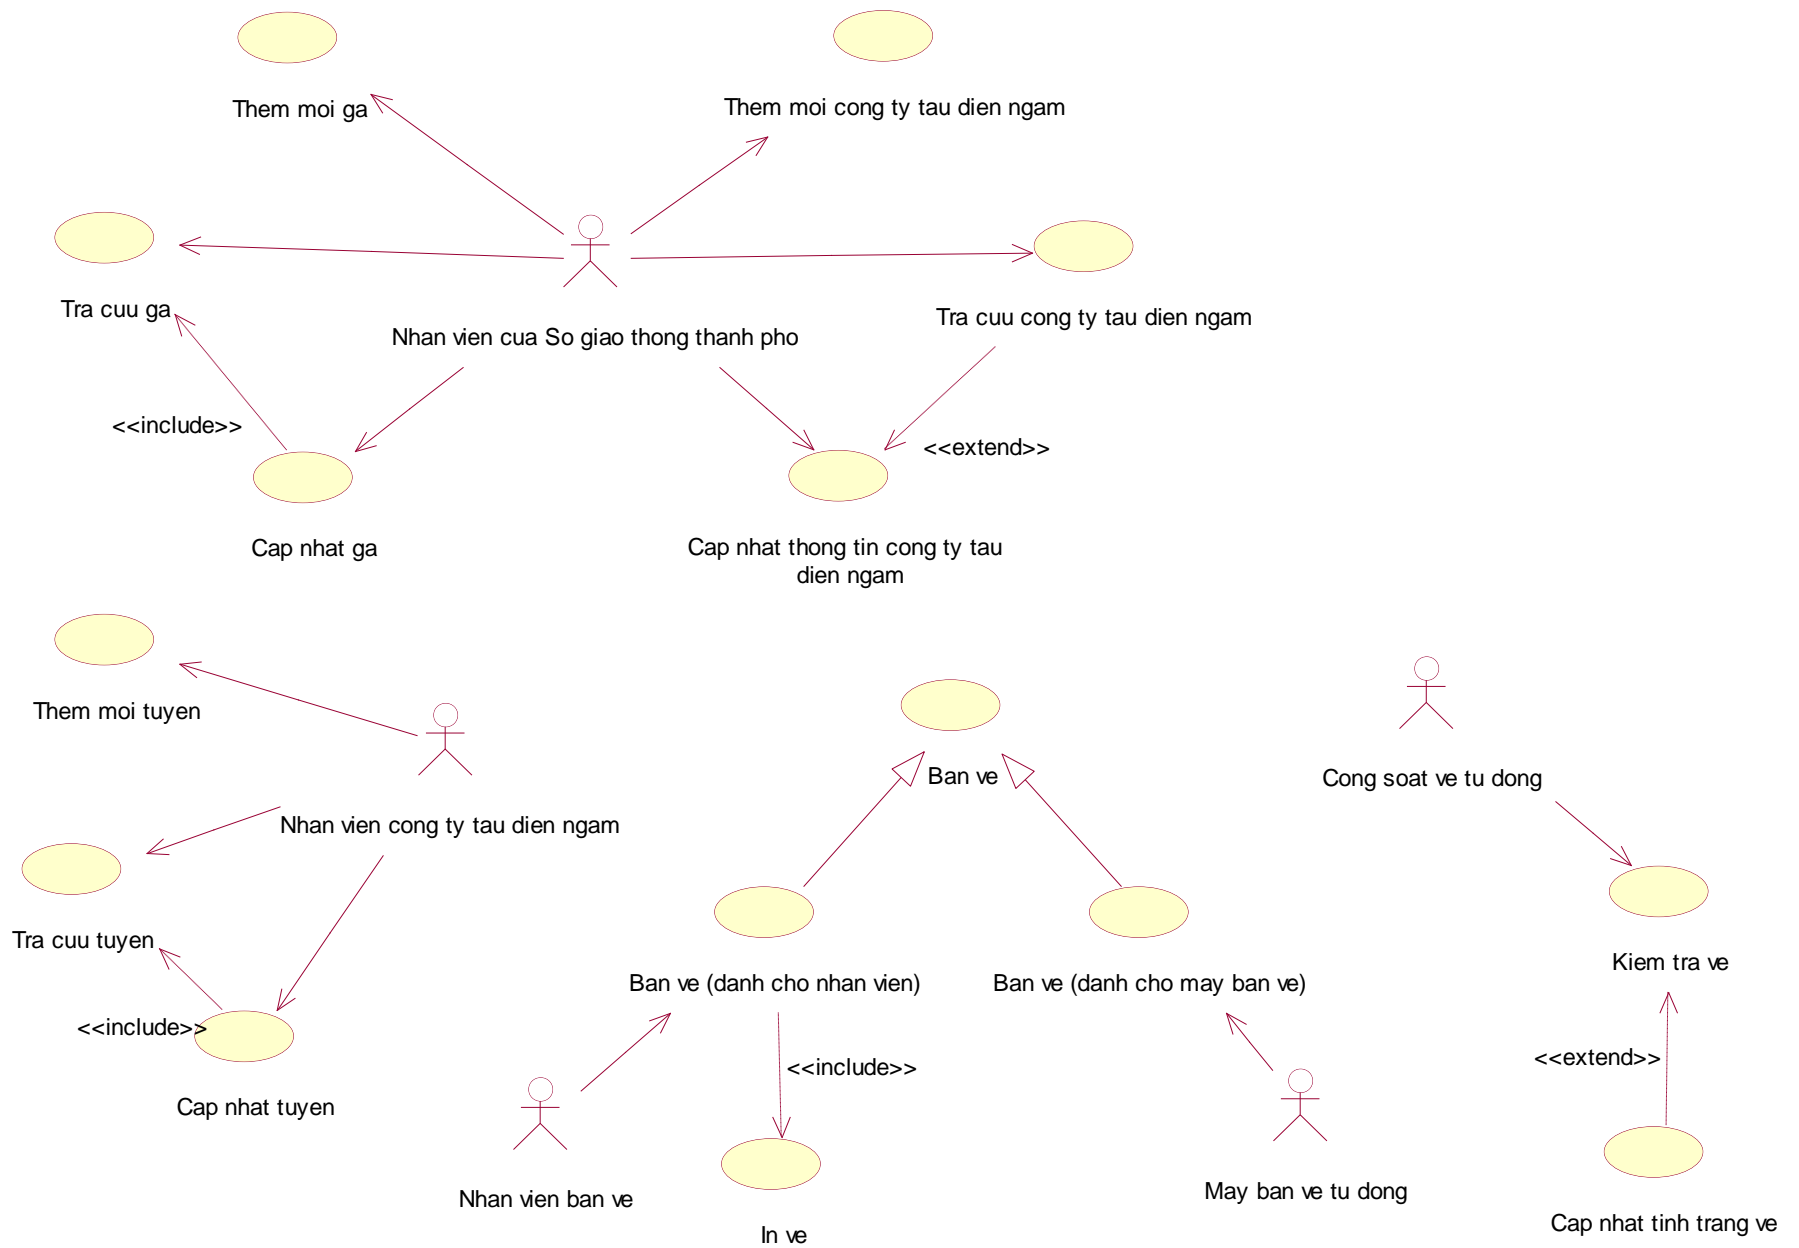 Them moi ga
Them moi cong ty tau dien ngam
Tra cuu ga
Nhan vien cua So giao thong thanh pho
Tra cuu cong ty tau dien ngam
<<include>>
<<extend>>
Cap nhat ga
Cap nhat thong tin cong ty tau
dien ngam
Them moi tuyen
Nhan vien cong ty tau dien ngam
Ban ve
Cong soat ve tu dong
Tra cuu tuyen
Ban ve (danh cho nhan vien)
Ban ve (danh cho may ban ve)
Kiem tra ve
<<include>>
<<include>>
<<extend>>
Cap nhat tuyen
Nhan vien ban ve
In ve
May ban ve tu dong
Cap nhat tinh trang ve